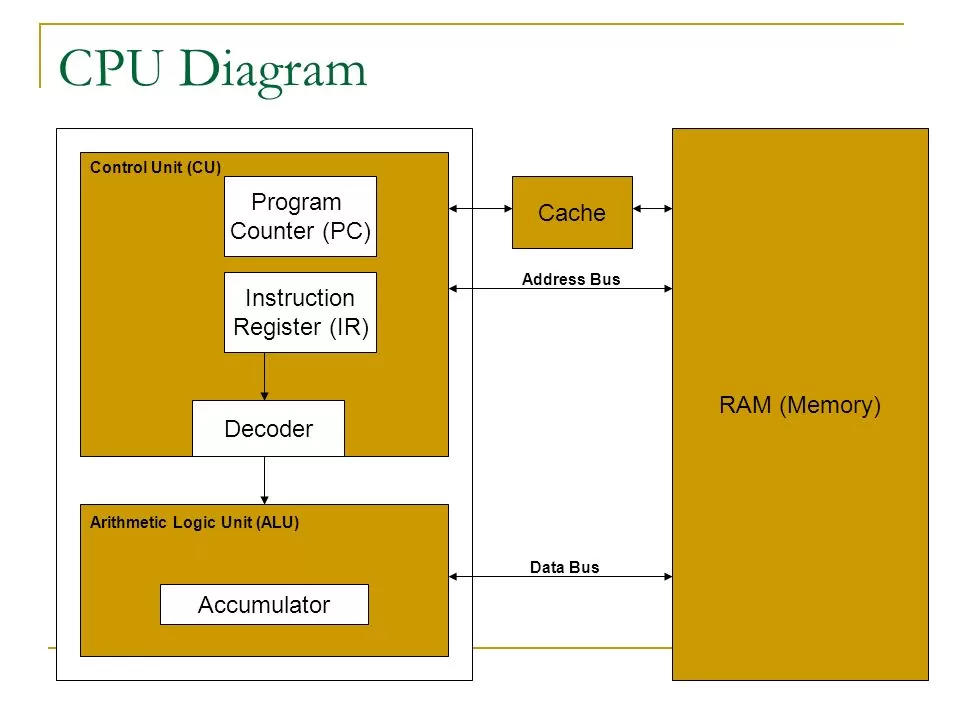 CPU Diagram
Control Unit (CU)
Program
Counter (PC)
Instruction
Register (IR)
Decoder
Arithmetic Logic Unit (ALU)
Accumulator
Cache
Address Bus
Data Bus
RAM (Memory)